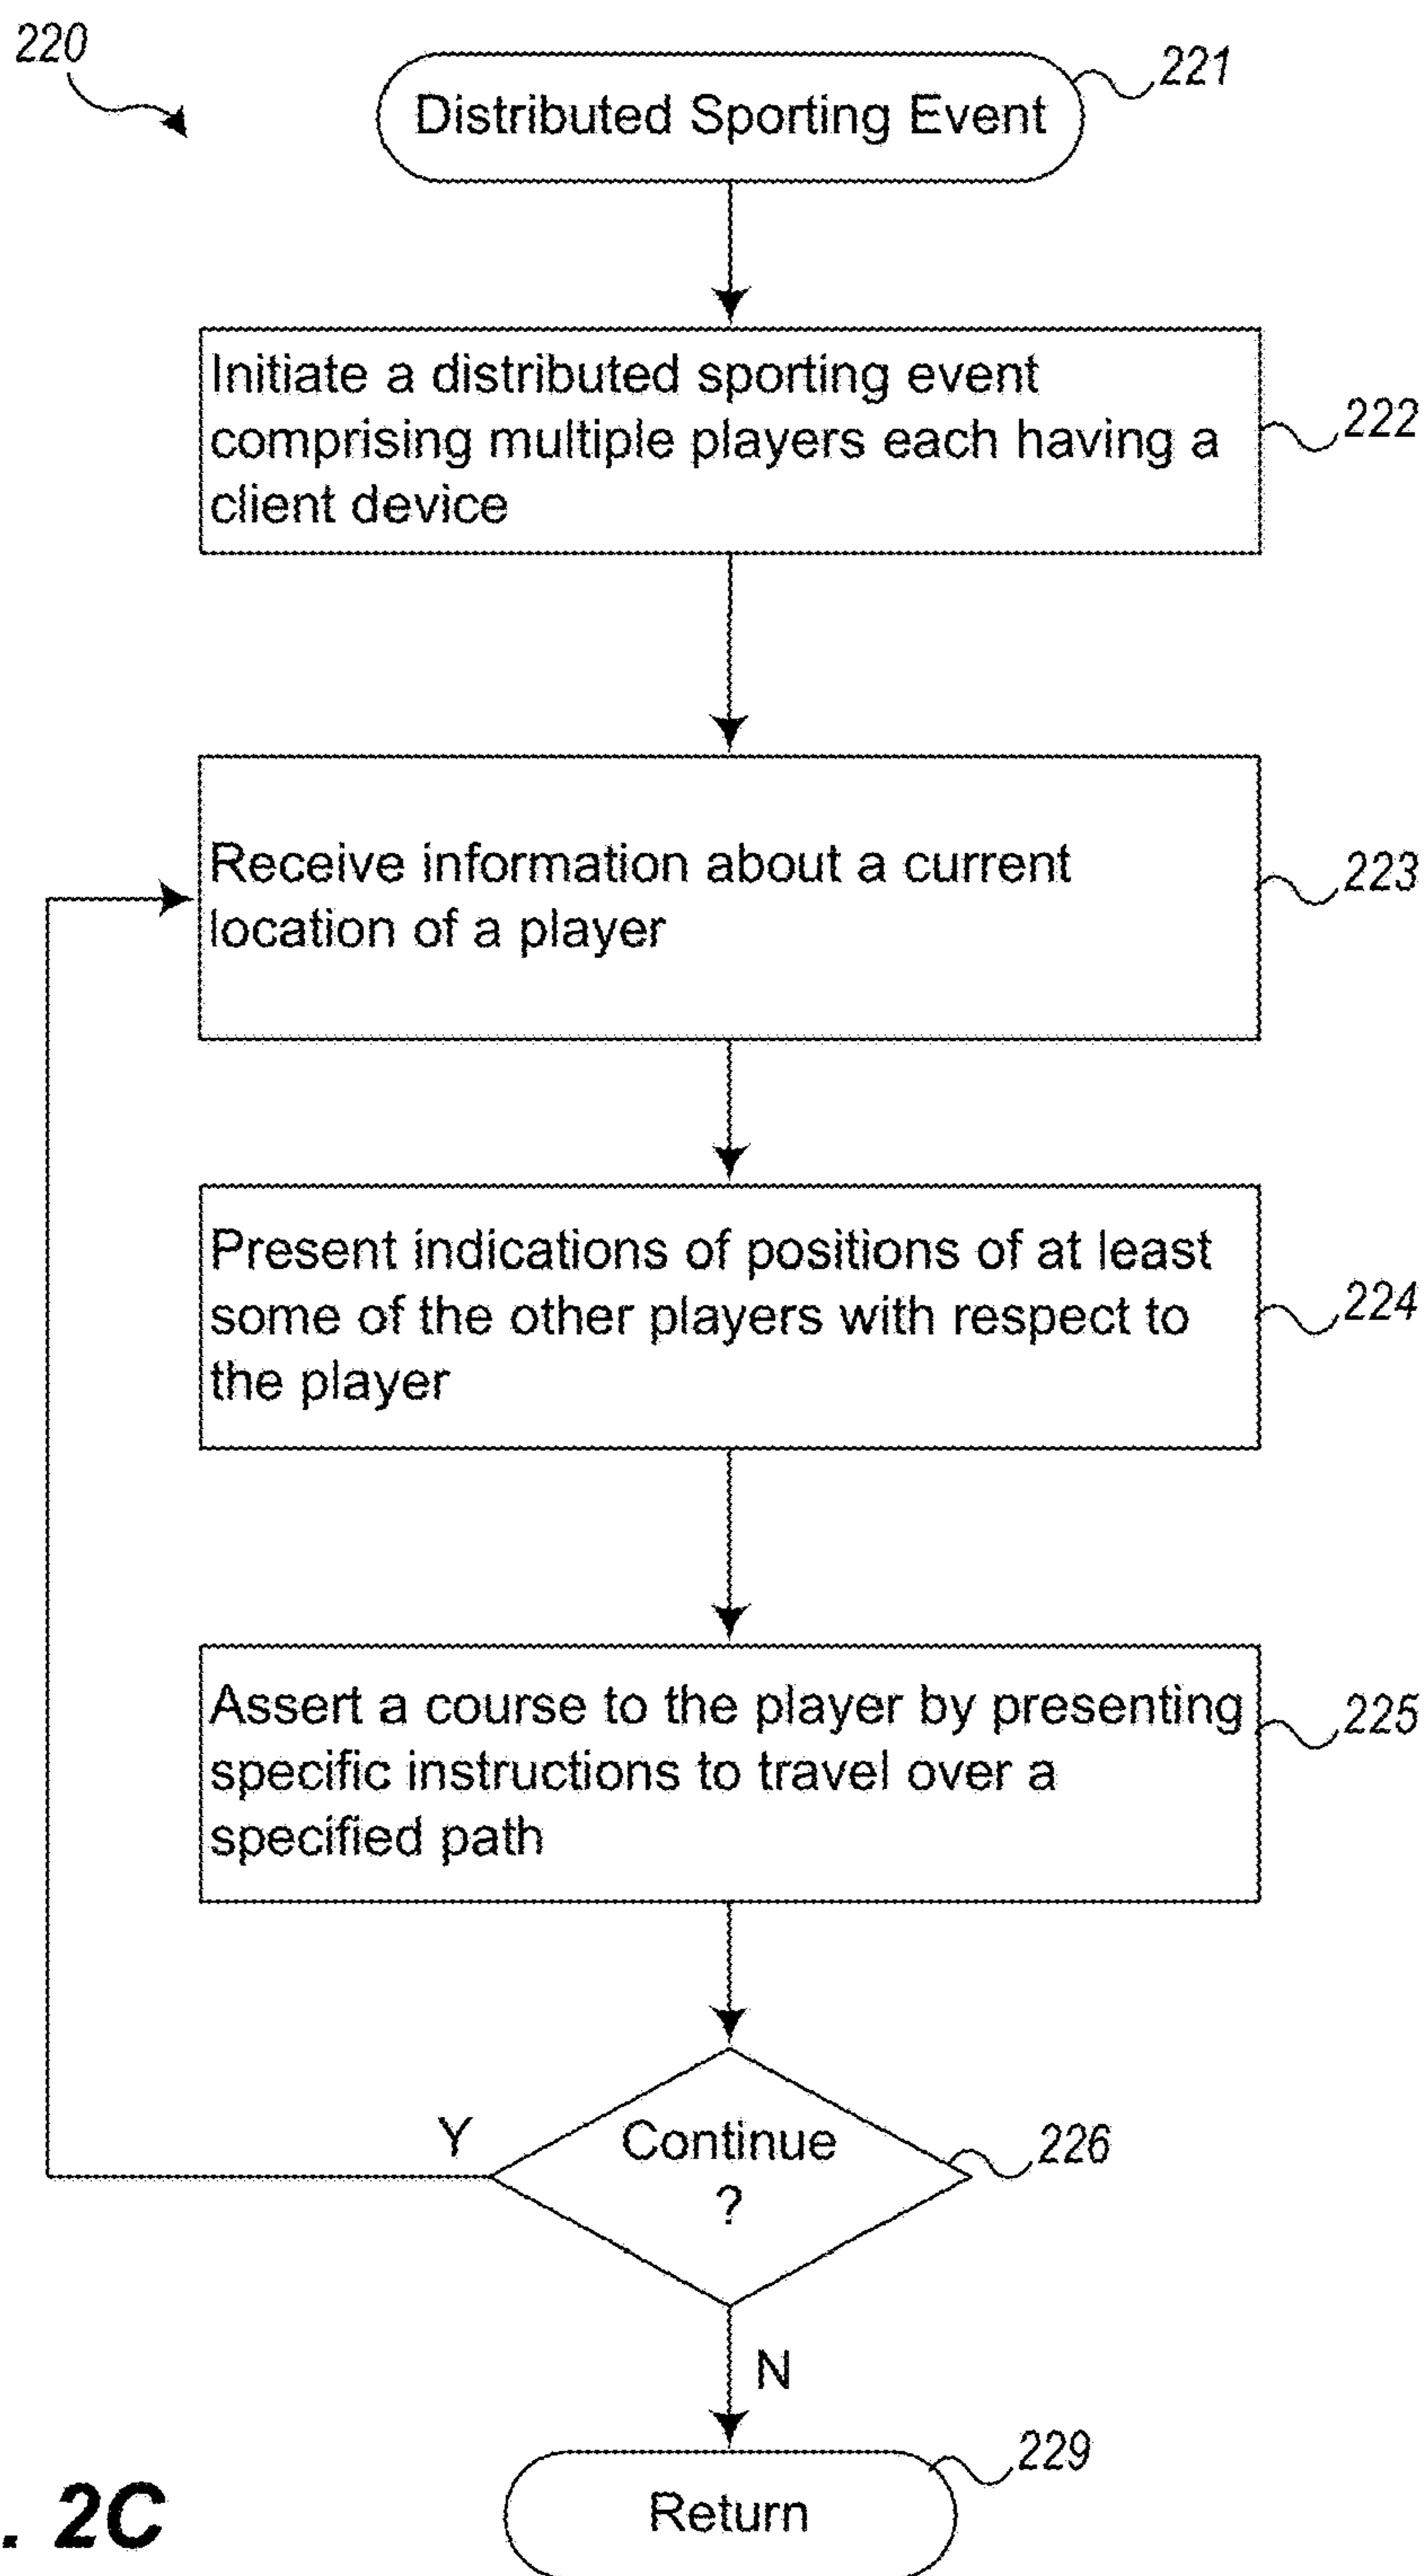 220
221
Distributed Sporting Event
Initiate a distributed sporting event
comprising multiple players each having a
client device
222
Receive information about a current
location of a player
223
Present indications of positions of at least
some of the other players with respect to
the player
224
Assert a course to the player by presenting
specific instructions to travel over a
specified path
225
Continue
?
226
Y
N
229
Return
. 2C